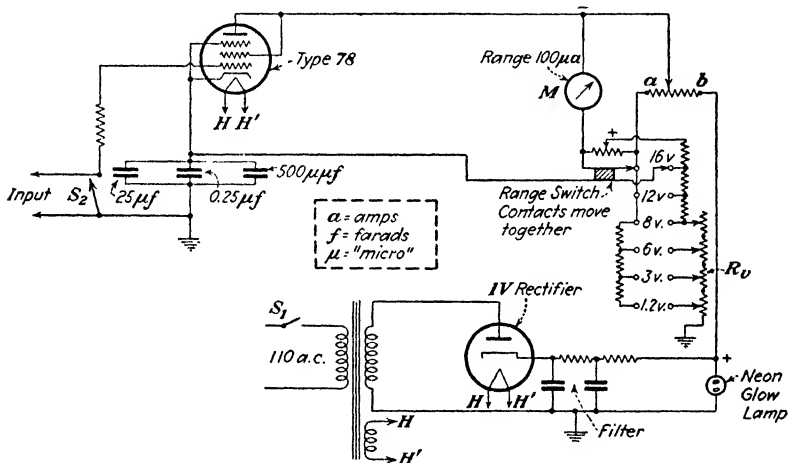 Type 78
H H'
Range 100μa
M
−
a b
+
16v
12v
8v.
6v.
3v.
1.2v.
Rv
Range Switch
Contacts move
together
Input
S2
.25μf
0.25μf
500μμf
a = amps
f = farads
μ = "micro"
1V Rectifier
S1
110 a.c.
H H'
H
H'
Filter
+
Neon
Glow
Lamp